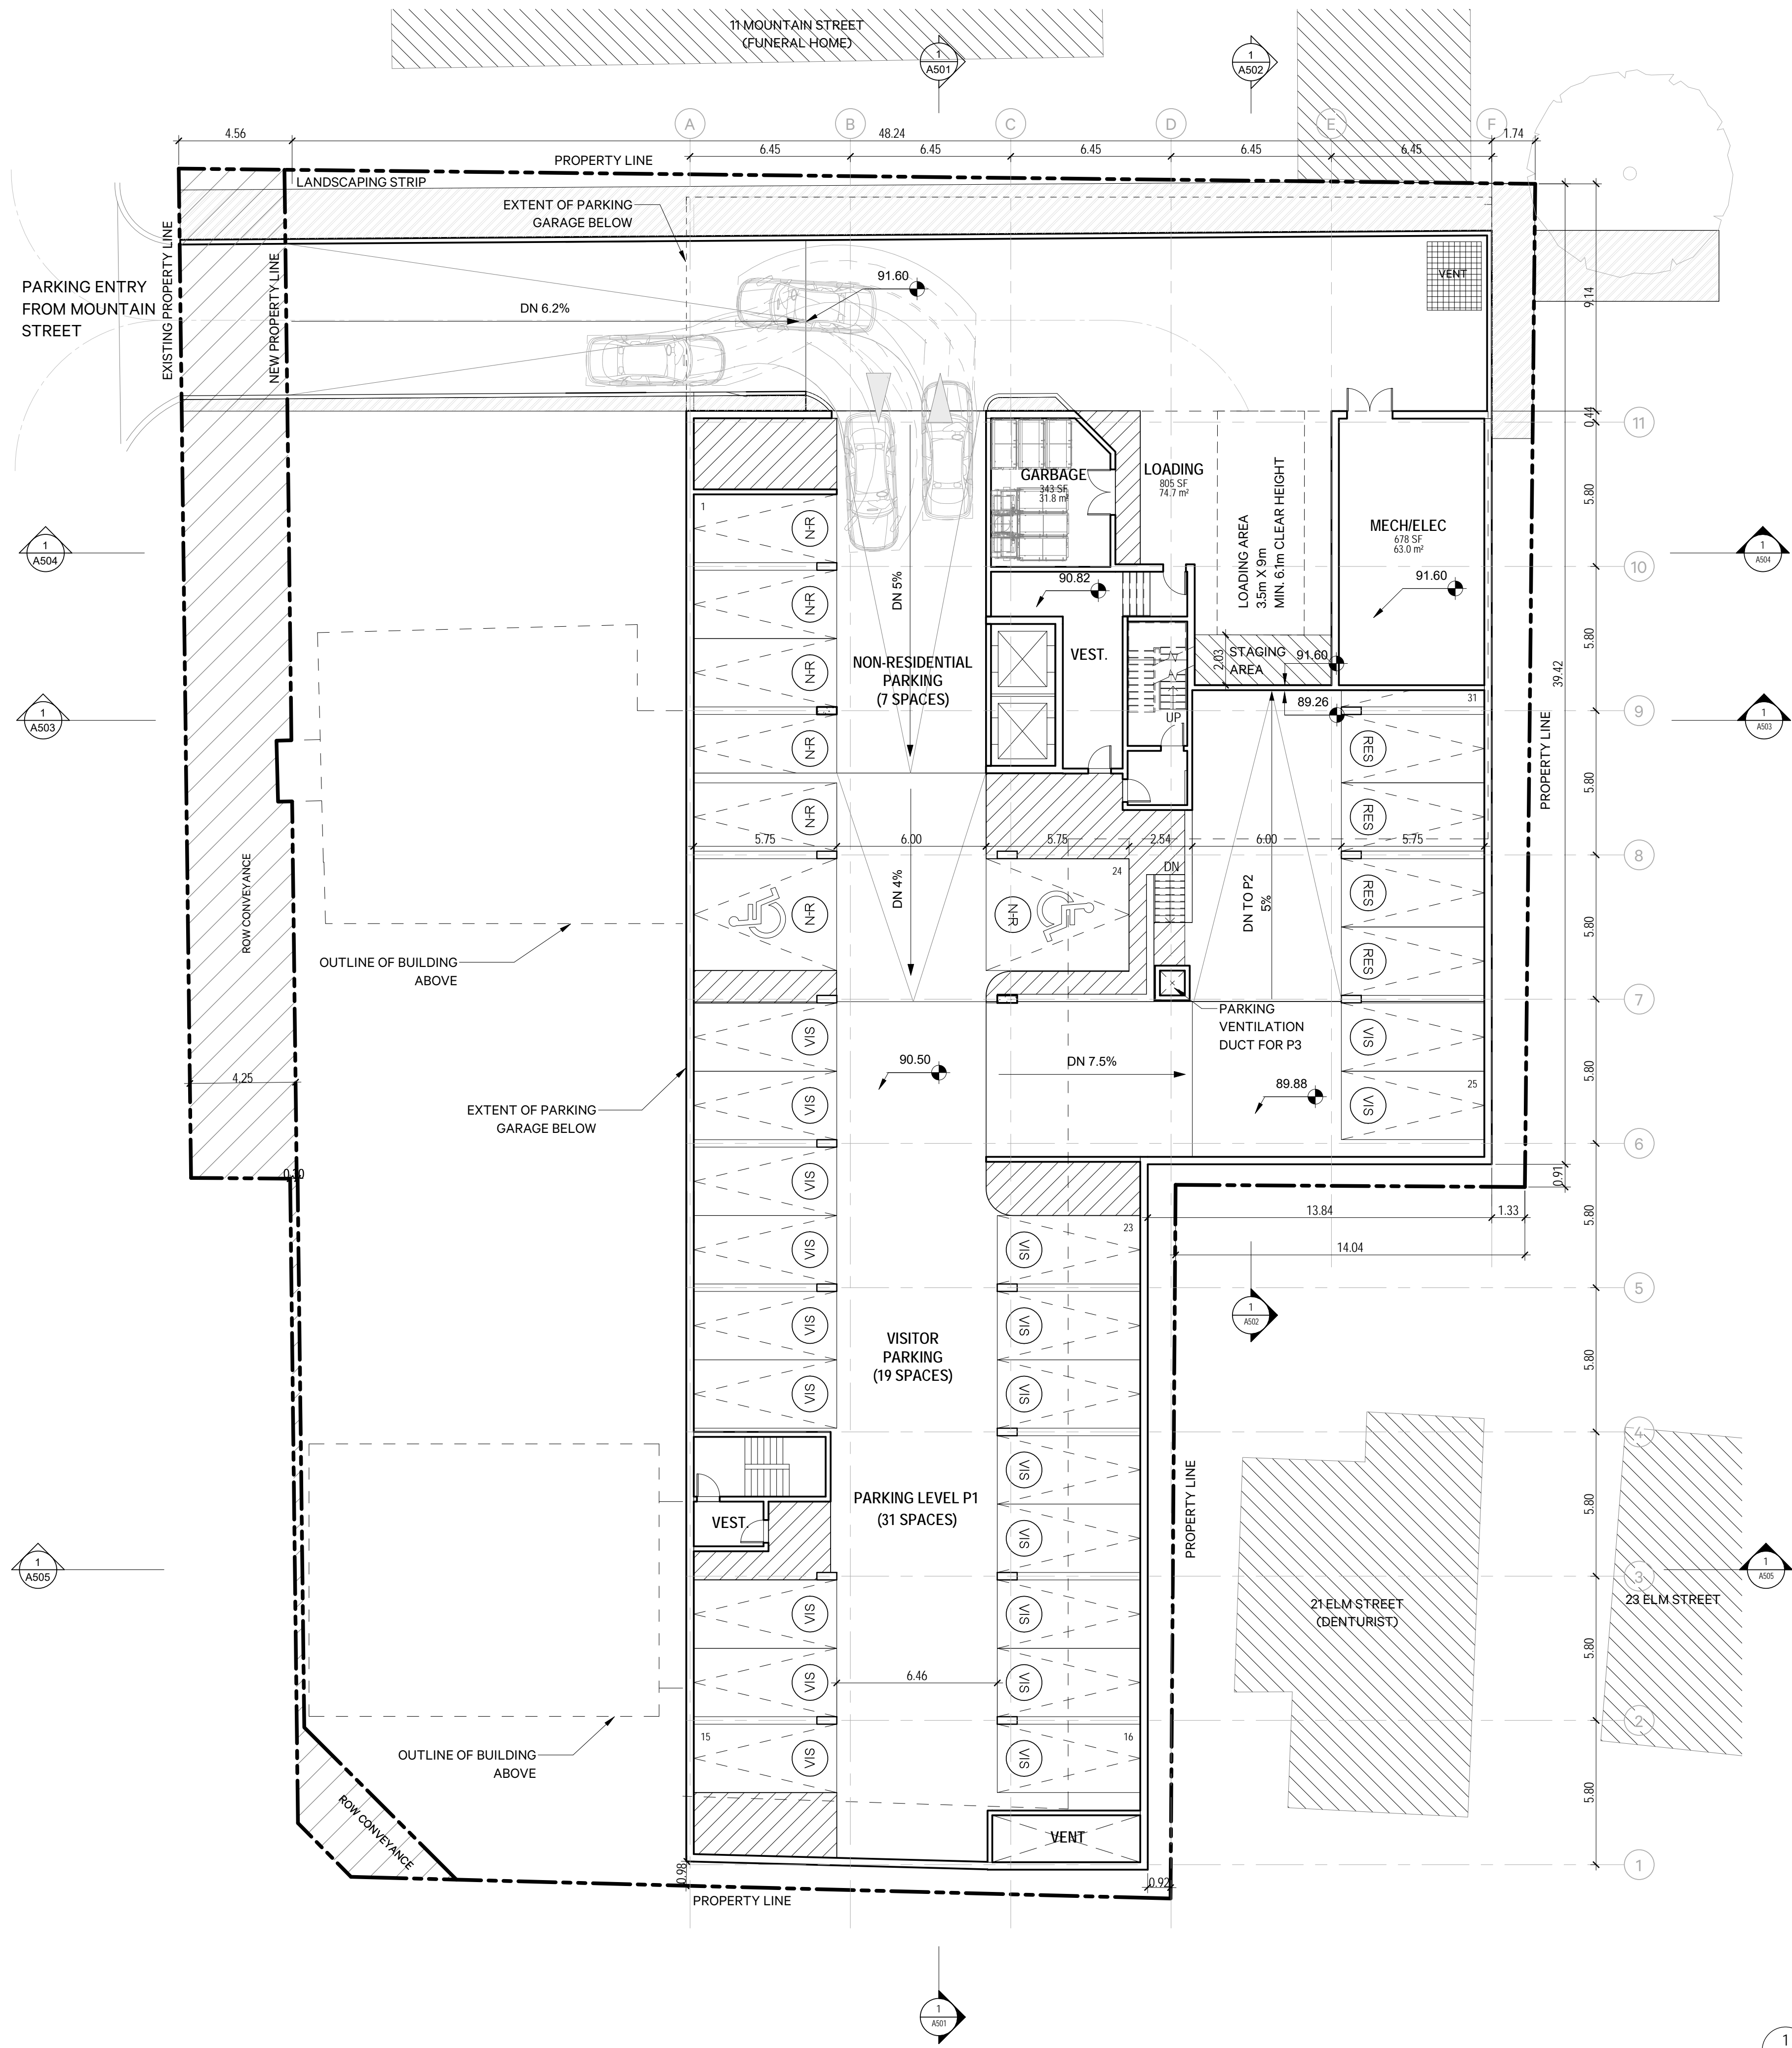 11 MOUNTAIN STREET
(FUNERAL HOME)
1
A501
1
A502
A
B
C
D
E
F
4.56
48.24
1.74
6.45
6.45
6.45
6.45
6.45
PROPERTY LINE
LANDSCAPING STRIP
EXTENT OF PARKING
GARAGE BELOW
EXISTING PROPERTY LINE
NEW PROPERTY LINE
PARKING ENTRY
FROM MOUNTAIN
STREET
DN 6.2%
91.60
VENT
9.14
0.44
11
GARBAGE
343 SF
31.8 m²
LOADING
805 SF
74.7 m²
LOADING AREA
3.5m X 9m
MIN. 6.1m CLEAR HEIGHT
MECH/ELEC
678 SF
63.0 m²
91.60
5.80
1
N-R
1
A504
1
A504
10
DN 5%
90.82
N-R
5.80
39.42
NON-RESIDENTIAL
PARKING
(7 SPACES)
N-R
VEST.
STAGING
AREA
2.03
91.60
89.26
31
UP
1
A503
1
A503
9
N-R
RES
PROPERTY LINE
5.80
N-R
RES
5.75
6.00
5.75
2.54
6.00
5.75
8
ROW CONVEYANCE
DN 4%
24
DN
DN TO P2
5%
RES
N-R
N-R
5.80
RES
OUTLINE OF BUILDING
ABOVE
7
PARKING
VENTILATION
DUCT FOR P3
VIS
VIS
90.50
DN 7.5%
89.88
5.80
4.25
VIS
VIS
25
EXTENT OF PARKING
GARAGE BELOW
6
0.91
VIS
13.84
1.33
5.80
23
VIS
VIS
14.04
5
1
A502
VIS
VIS
VISITOR
PARKING
(19 SPACES)
5.80
VIS
VIS
4
VIS
PARKING LEVEL P1
(31 SPACES)
VEST.
VIS
PROPERTY LINE
5.80
1
A505
1
A505
3
21 ELM STREET
(DENTURIST)
23 ELM STREET
VIS
VIS
5.80
VIS
6.46
VIS
2
15
VIS
VIS
16
OUTLINE OF BUILDING
ABOVE
5.80
ROW CONVEYANCE
VENT
1
0.98
0.92
PROPERTY LINE
1
A501
1